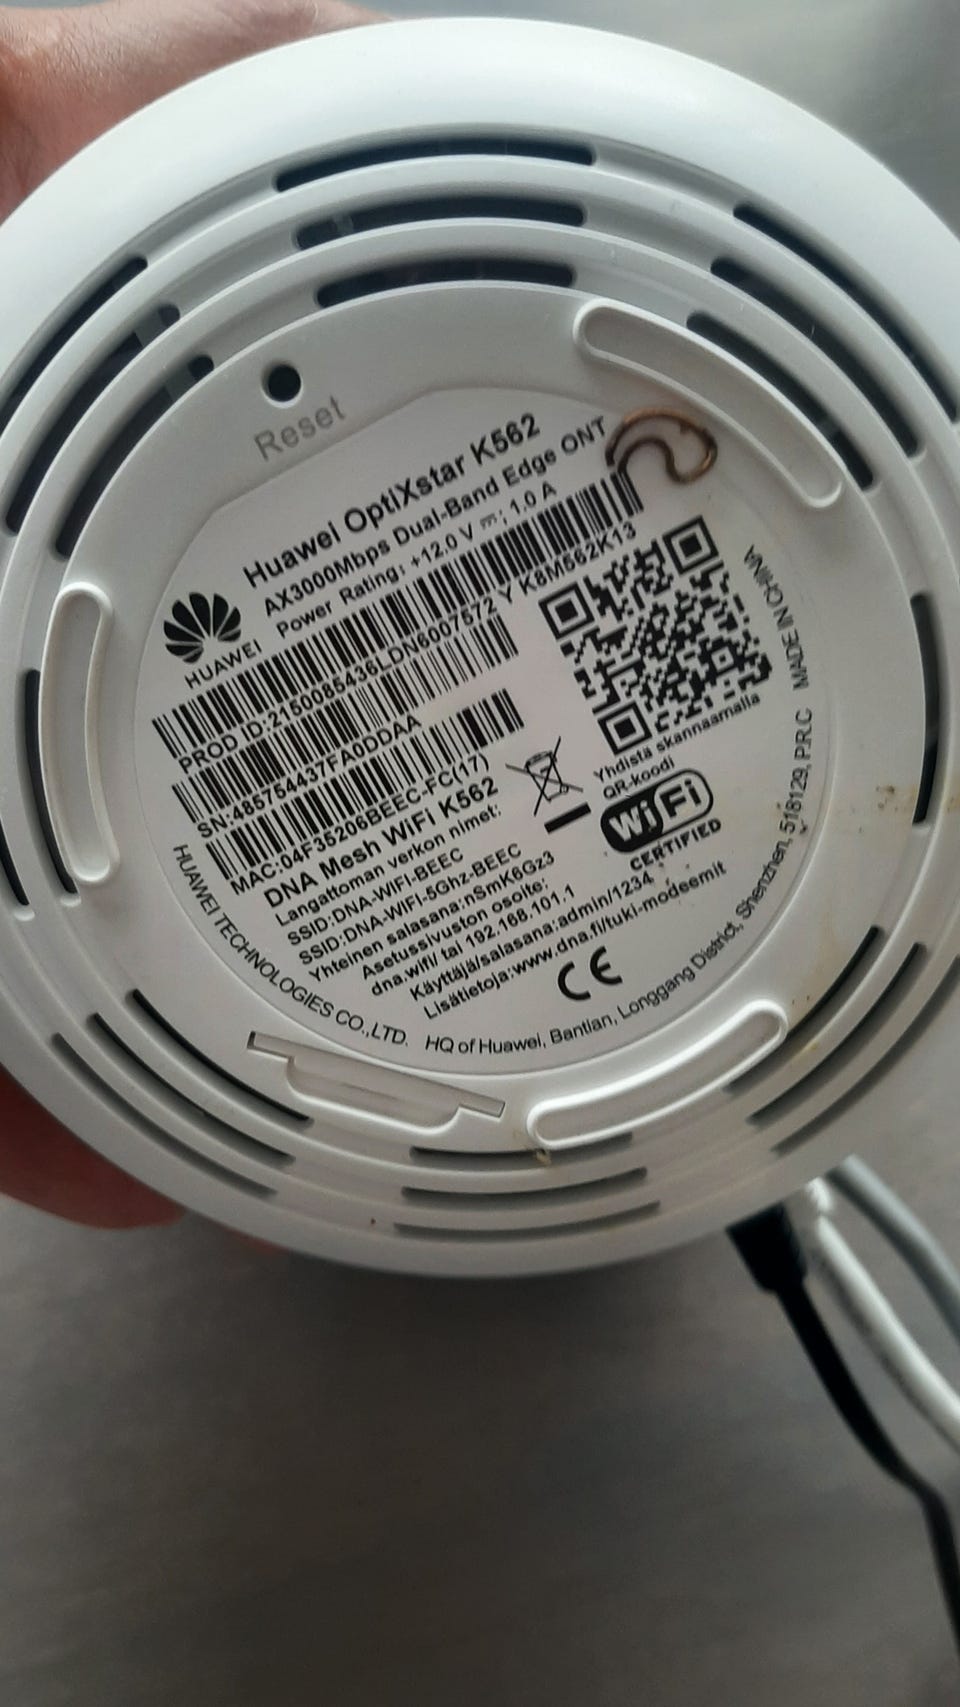 Reset
Huawei OptiXstar K562
AX3000Mbps Dual-Band Edge ONT
Power Rating: +12.0 V ⎓; 1.0 A
HUAWEI
PROD ID:2150085436LDN6007572 Y K8M562K13
SN:485754437FA0DDAA
MAC:04F35206BEEC-FC(17)
DNA Mesh WiFi K562
Langattoman verkon nimet:
SSID:DNA-WIFI-BEEC
SSID:DNA-WIFI-5Ghz-BEEC
Yhteinen salasana:nSmK6Gz3
Asetussivuston osoite:
dna.wifi/ tai 192.168.101.1
Käyttäjä/salasana:admin/1234
Lisätietoja:www.dna.fi/tuki-modeemit
Yhdistä skannaamalla
QR-koodi
WiFi
CERTIFIED
CE
HUAWEI TECHNOLOGIES CO.,LTD. HQ of Huawei, Bantian, Longgang District, Shenzhen, 518129, P.R.C MADE IN CHINA